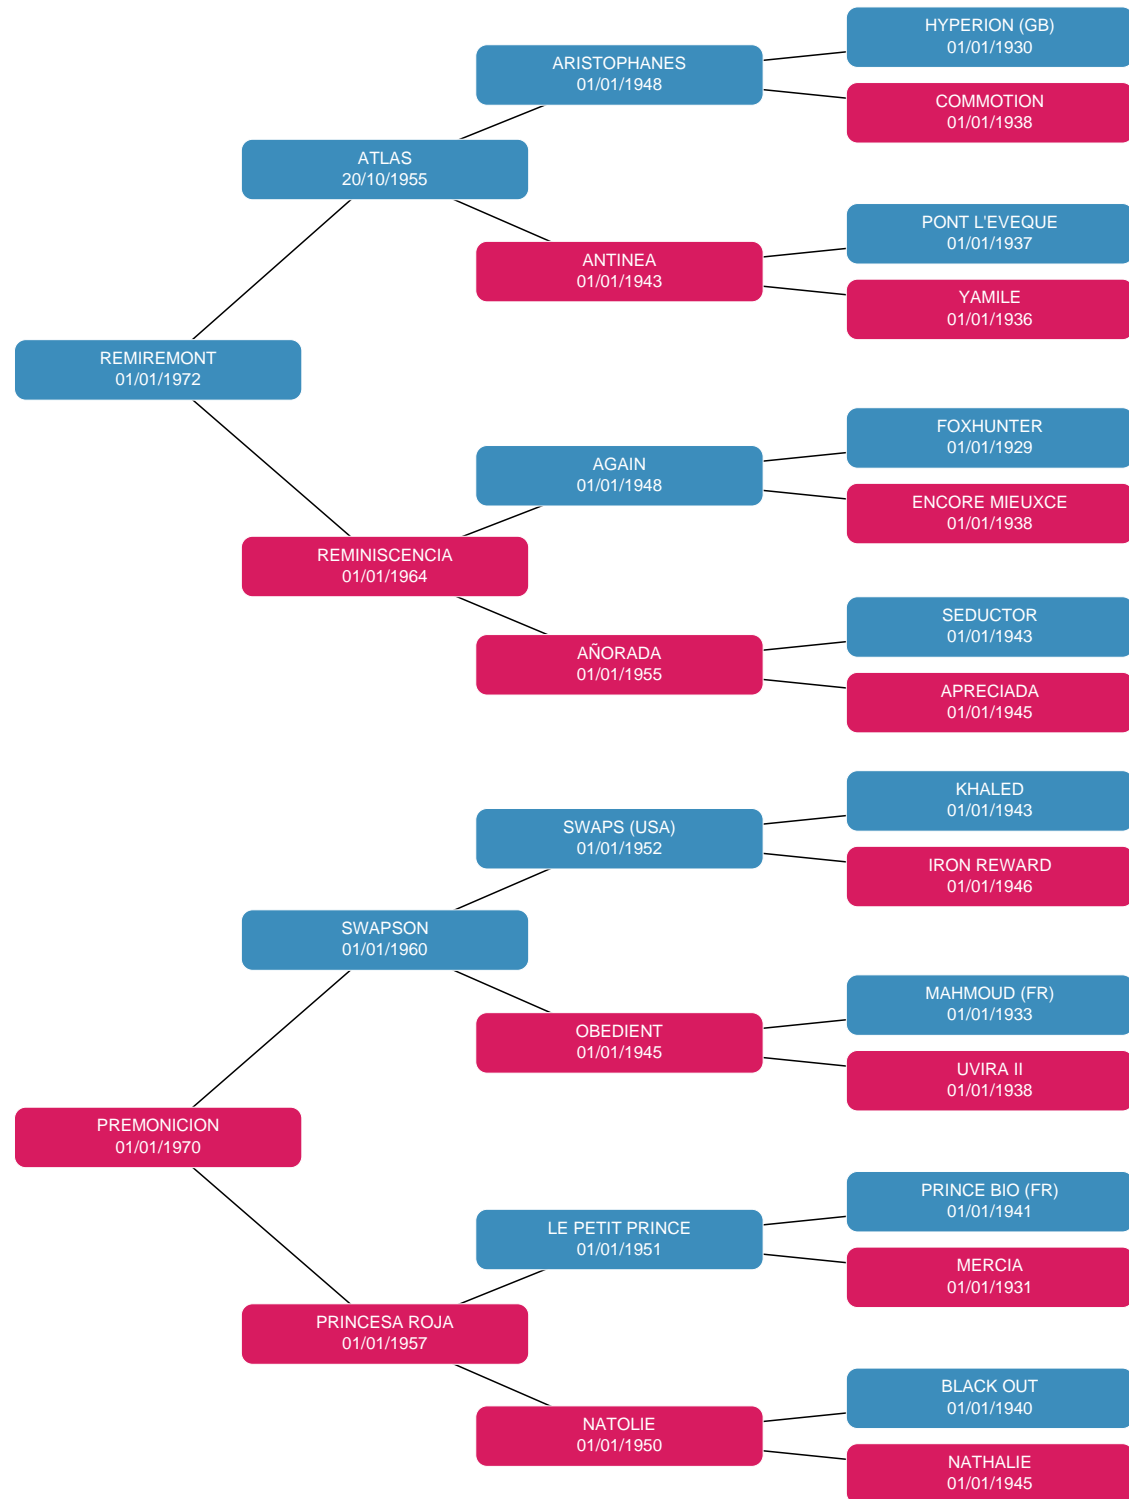 HYPERION (GB)
01/01/1930
ARISTOPHANES
01/01/1948
COMMOTION
01/01/1938
ATLAS
20/10/1955
PONT L'EVEQUE
01/01/1937
ANTINEA
01/01/1943
YAMILE
01/01/1936
REMIREMONT
01/01/1972
FOXHUNTER
01/01/1929
AGAIN
01/01/1948
ENCORE MIEUXCE
01/01/1938
REMINISCENCIA
01/01/1964
SEDUCTOR
01/01/1943
AÑORADA
01/01/1955
APRECIADA
01/01/1945
KHALED
01/01/1943
SWAPS (USA)
01/01/1952
IRON REWARD
01/01/1946
SWAPSON
01/01/1960
MAHMOUD (FR)
01/01/1933
OBEDIENT
01/01/1945
UVIRA II
01/01/1938
PREMONICION
01/01/1970
PRINCE BIO (FR)
01/01/1941
LE PETIT PRINCE
01/01/1951
MERCIA
01/01/1931
PRINCESA ROJA
01/01/1957
BLACK OUT
01/01/1940
NATOLIE
01/01/1950
NATHALIE
01/01/1945